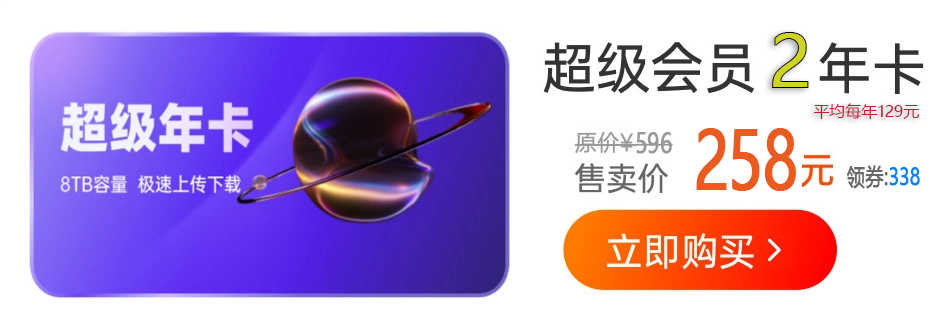 超级年卡
8TB容量 极速上传下载
超级会员2年卡
平均每年129元
原价¥596
售卖价 258元 领券:338
立即购买 >